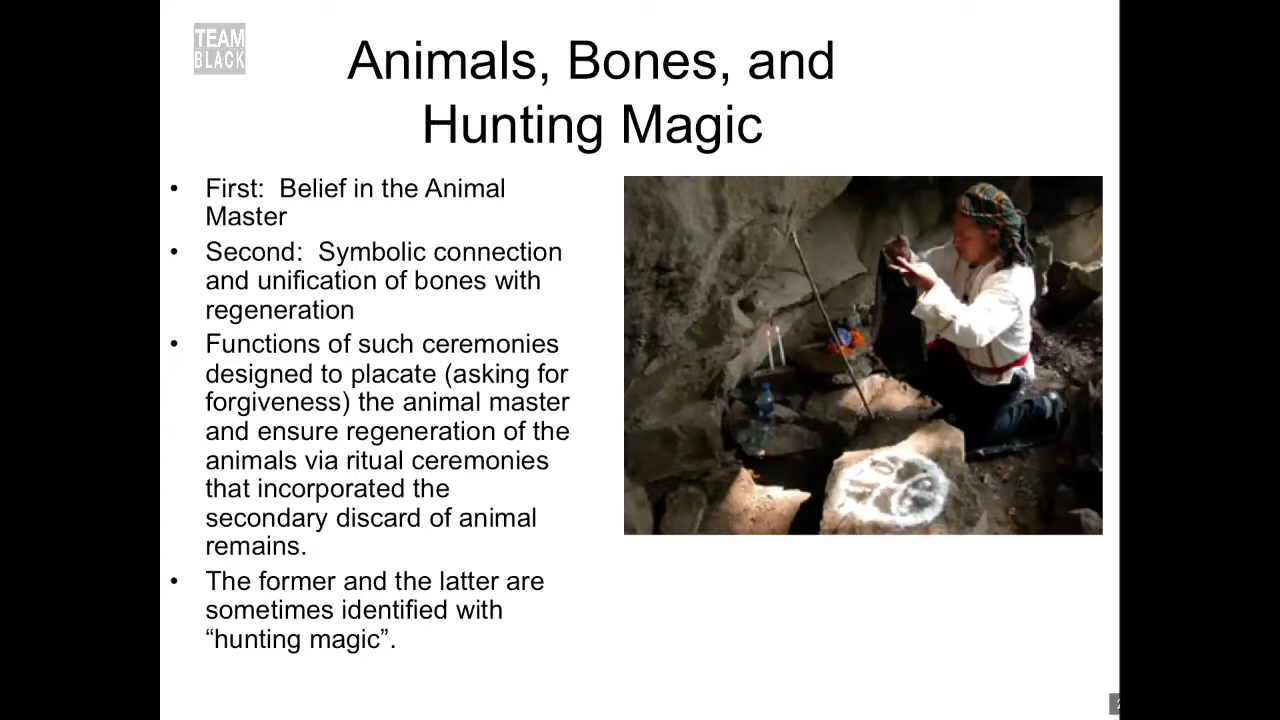 TEAM
BLACK
Animals, Bones, and
Hunting Magic
• First:  Belief in the Animal
Master
• Second:  Symbolic connection
and unification of bones with
regeneration
• Functions of such ceremonies
designed to placate (asking for
forgiveness) the animal master
and ensure regeneration of the
animals via ritual ceremonies
that incorporated the
secondary discard of animal
remains.
• The former and the latter are
sometimes identified with
“hunting magic”.